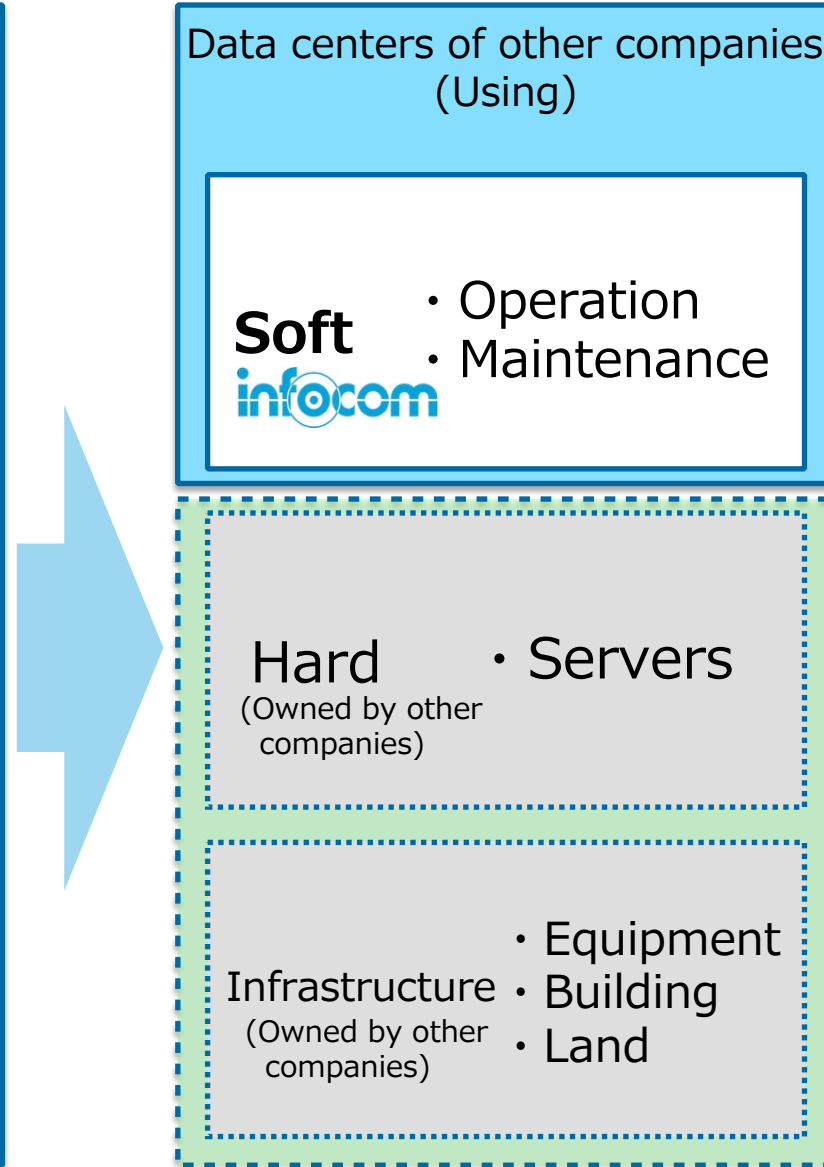 Data centers of other companies
(Using)
Soft
infocom
・Operation
・Maintenance
Hard
(Owned by other
companies)
・Servers
Infrastructure
(Owned by other
companies)
・Equipment
・Building
・Land